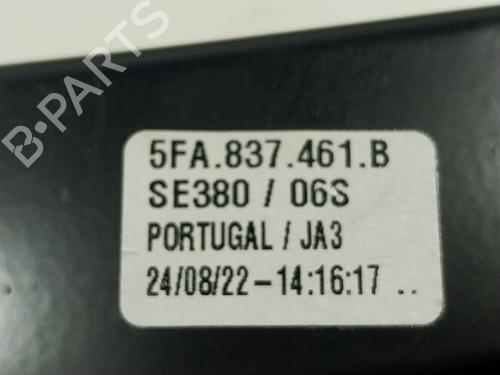 B-PARTS
5FA.837.461.B
SE380 / 06S
PORTUGAL / JA3
24/08/22-14:16:17 ..